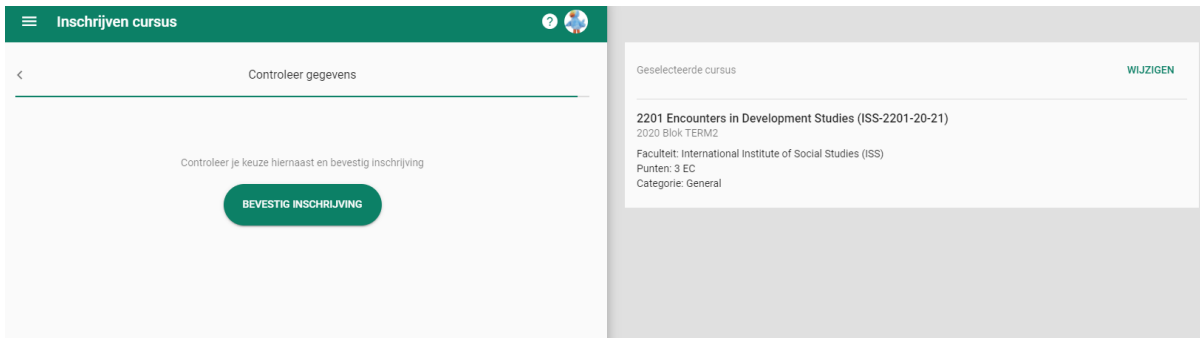 Inschrijven cursus
?
Controleer gegevens
Controleer je keuze hiernaast en bevestig inschrijving
BEVESTIG INSCHRIJVING
Geselecteerde cursus
WIJZIGEN
2201 Encounters in Development Studies (ISS-2201-20-21)
2020 Blok TERM2
Faculteit: International Institute of Social Studies (ISS)
Punten: 3 EC
Categorie: General